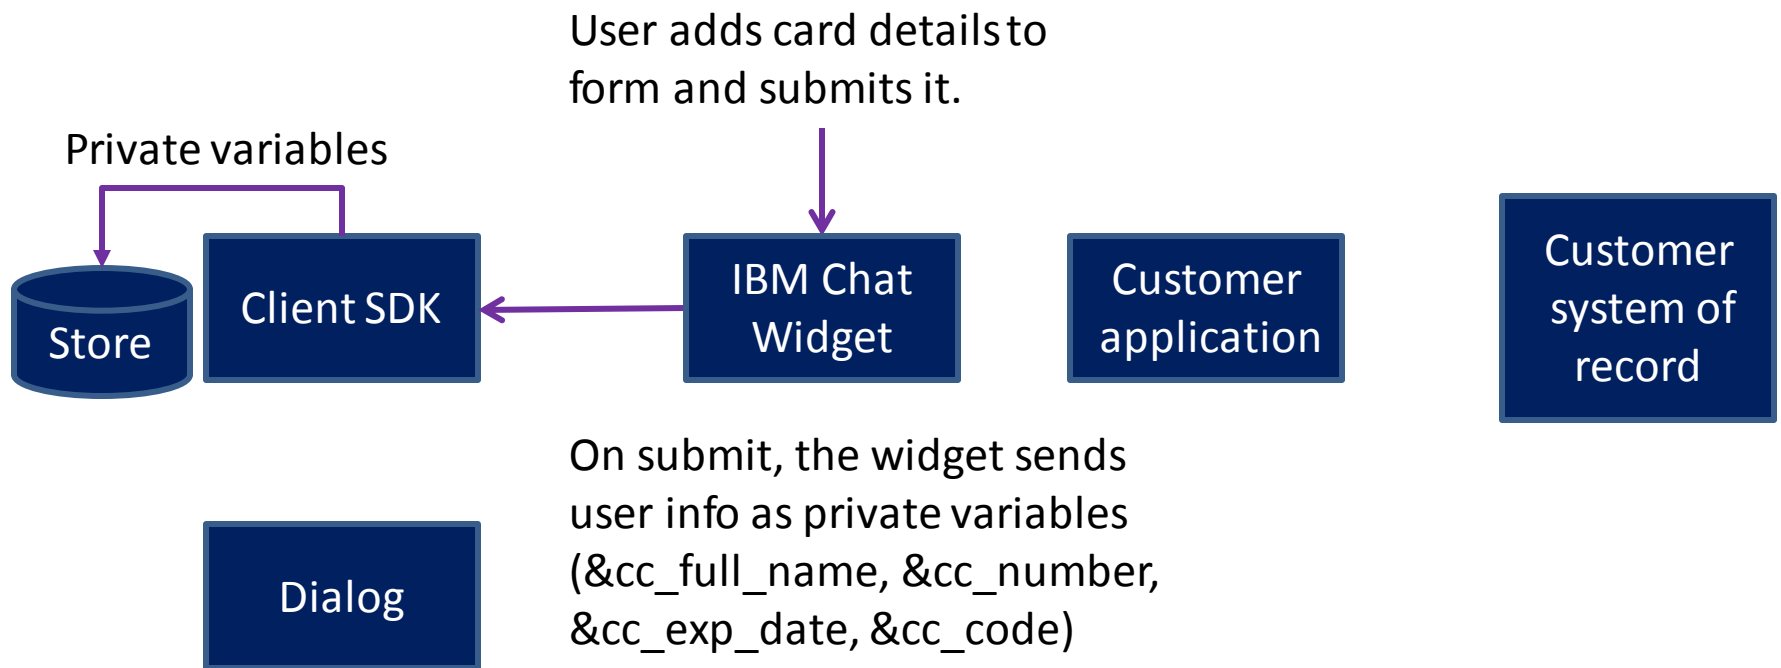 User adds card details to
form and submits it.
Private variables
Store
Client SDK
IBM Chat
Widget
Customer
application
Customer
system of
record
On submit, the widget sends
user info as private variables
(&cc_full_name, &cc_number,
&cc_exp_date, &cc_code)
Dialog